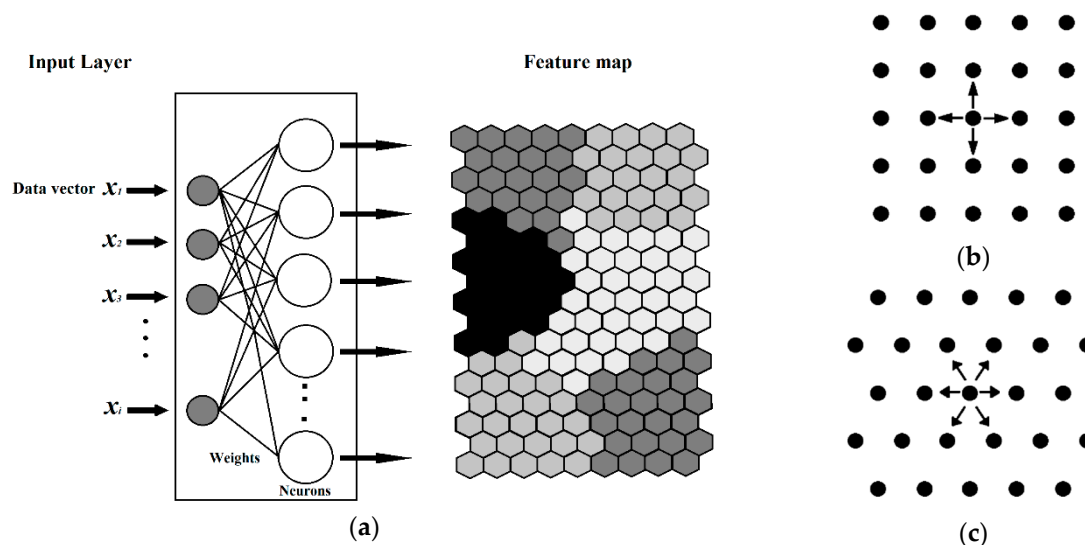 Input Layer
Feature map
Data vector x1
x2
x3
xi
Weights
Neurons
(a)
(b)
(c)